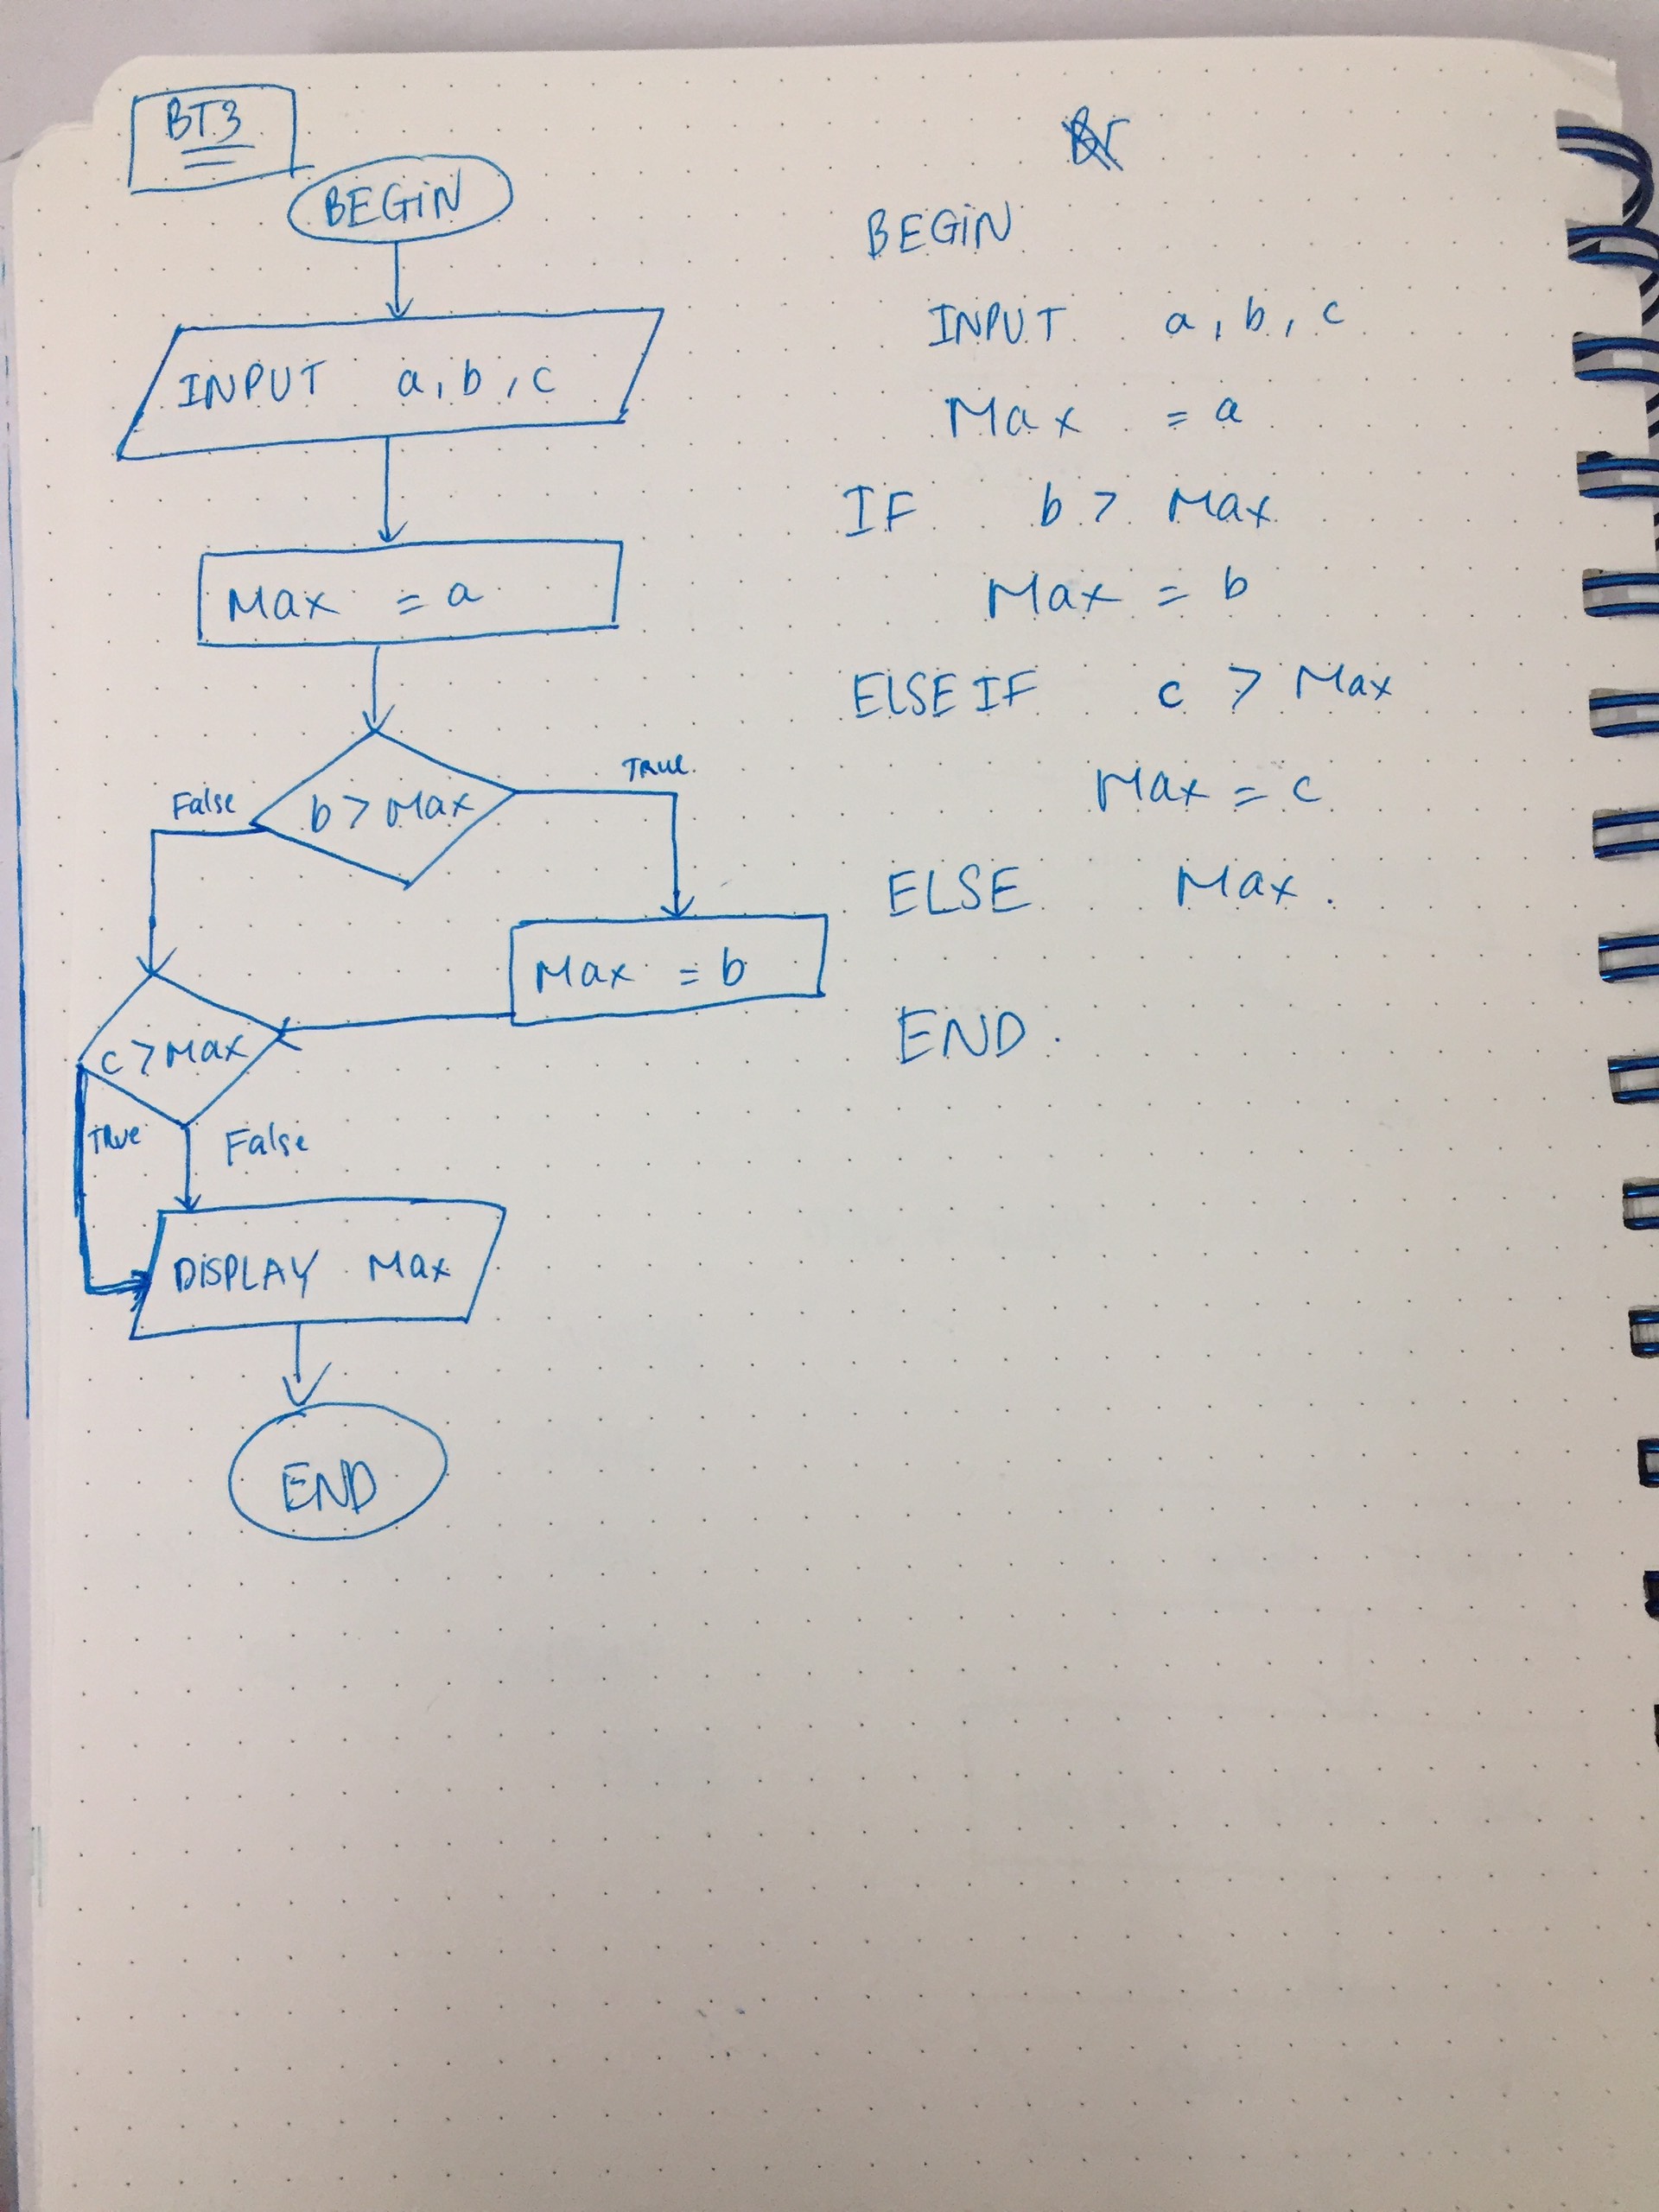 BT3
BEGIN
INPUT a, b, c
Max = a
b > Max
False
True
Max = b
c > Max
True
False
DISPLAY Max
END
BEGIN
INPUT a, b, c
Max = a
IF b > Max
Max = b
ELSE IF c > Max
Max = c
ELSE Max.
END.